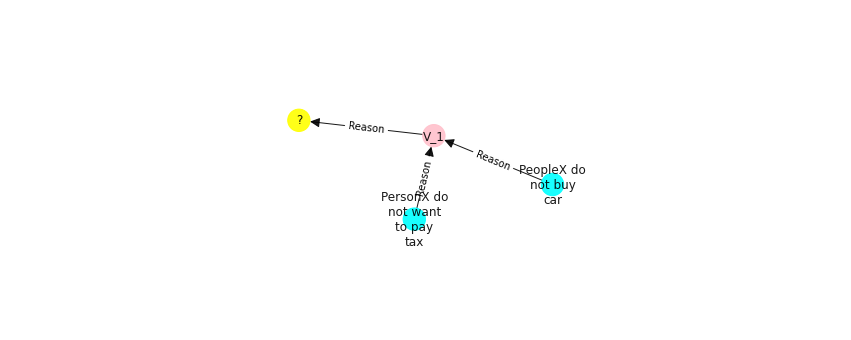 ?
Reason
V_1
Reason
PeopleX do
not buy
car
Reason
PersonX do
not want
to pay
tax